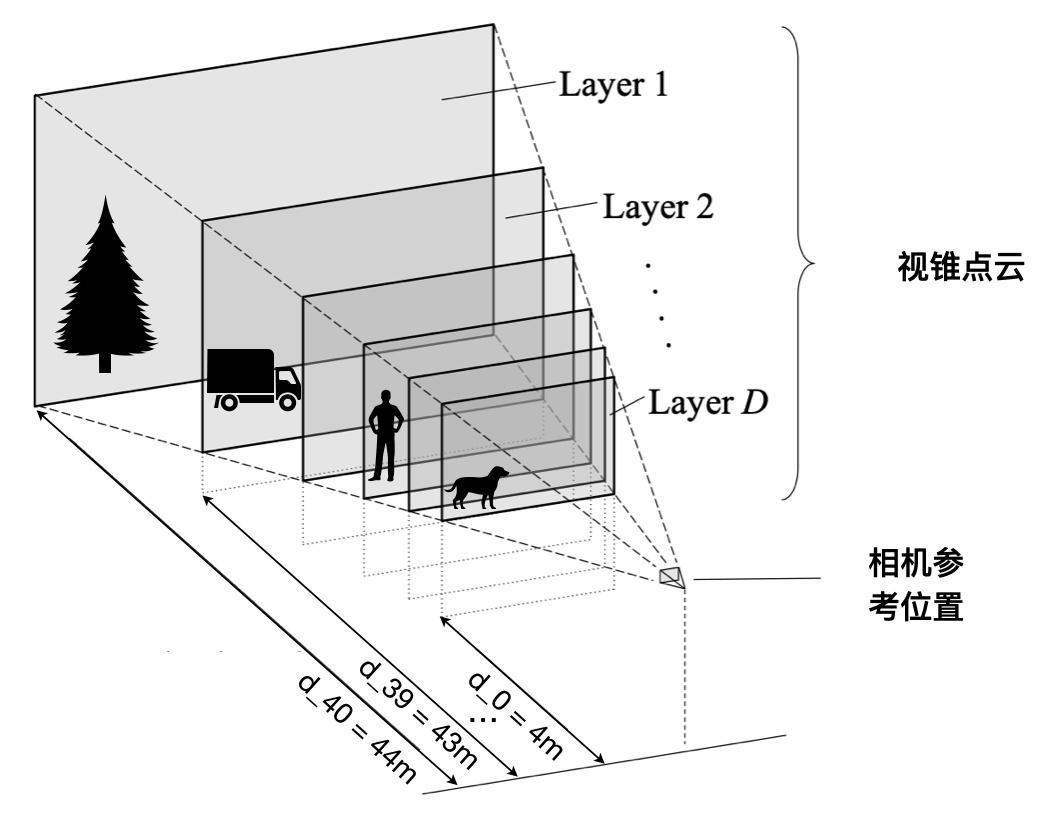 Layer 1
Layer 2
视锥点云
Layer D
相机参
考位置
d_40 = 44m
d_39 = 43m
...
d_0 = 4m